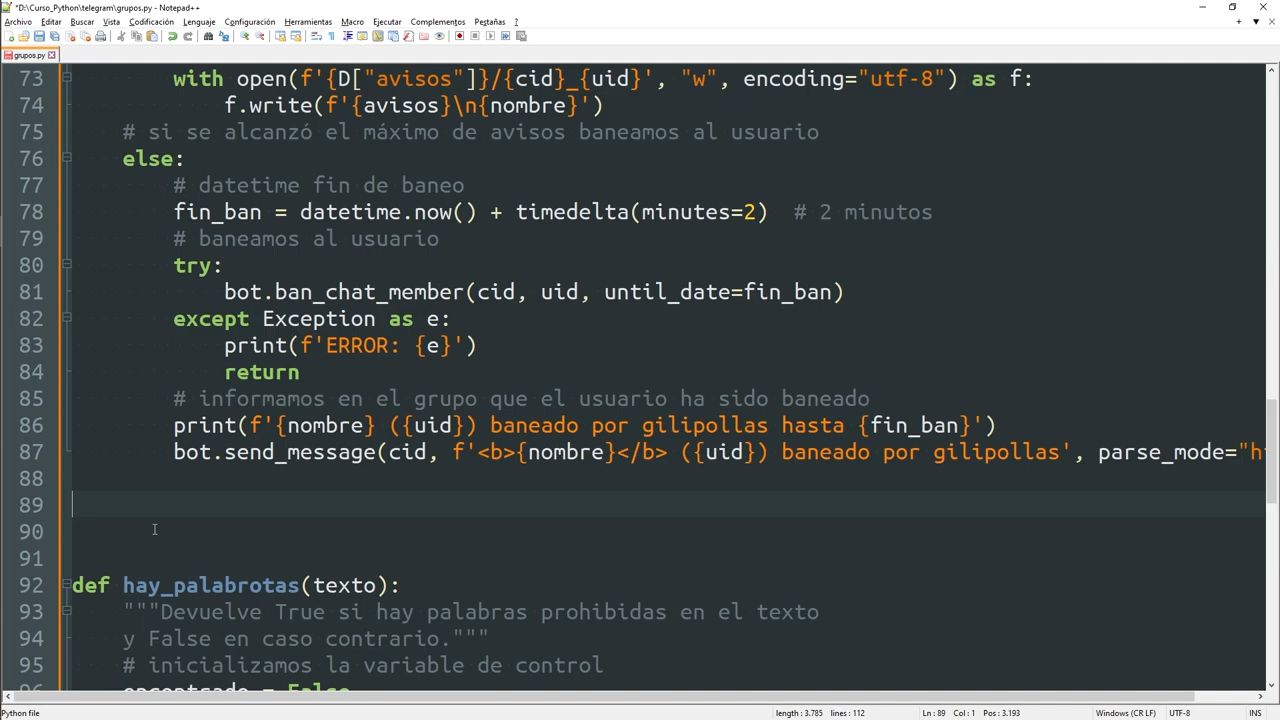 *D:\Curso_Python\telegram\grupos.py - Notepad++
Archivo Editar Buscar Vista Codificación Lenguaje Configuración Herramientas Macro Ejecutar Complementos Pestañas ?
grupos.py
73 with open(f'{D["avisos"]}/{cid}_{uid}', "w", encoding="utf-8") as f:
74 f.write(f'{avisos}\n{nombre}')
75 # si se alcanzó el máximo de avisos baneamos al usuario
76 else:
77 # datetime fin de baneo
78 fin_ban = datetime.now() + timedelta(minutes=2) # 2 minutos
79 # baneamos al usuario
80 try:
81 bot.ban_chat_member(cid, uid, until_date=fin_ban)
82 except Exception as e:
83 print(f'ERROR: {e}')
84 return
85 # informamos en el grupo que el usuario ha sido baneado
86 print(f'{nombre} ({uid}) baneado por gilipollas hasta {fin_ban}')
87 bot.send_message(cid, f'<b>{nombre}</b> ({uid}) baneado por gilipollas', parse_mode="h
88
89
90
91
92 def hay_palabrotas(texto):
93 """Devuelve True si hay palabras prohibidas en el texto
94 y False en caso contrario."""
95 # inicializamos la variable de control
96 encontrado = False
Python file length : 3.785 lines : 112 Ln : 89 Col : 1 Pos : 3.193 Windows (CR LF) UTF-8 INS